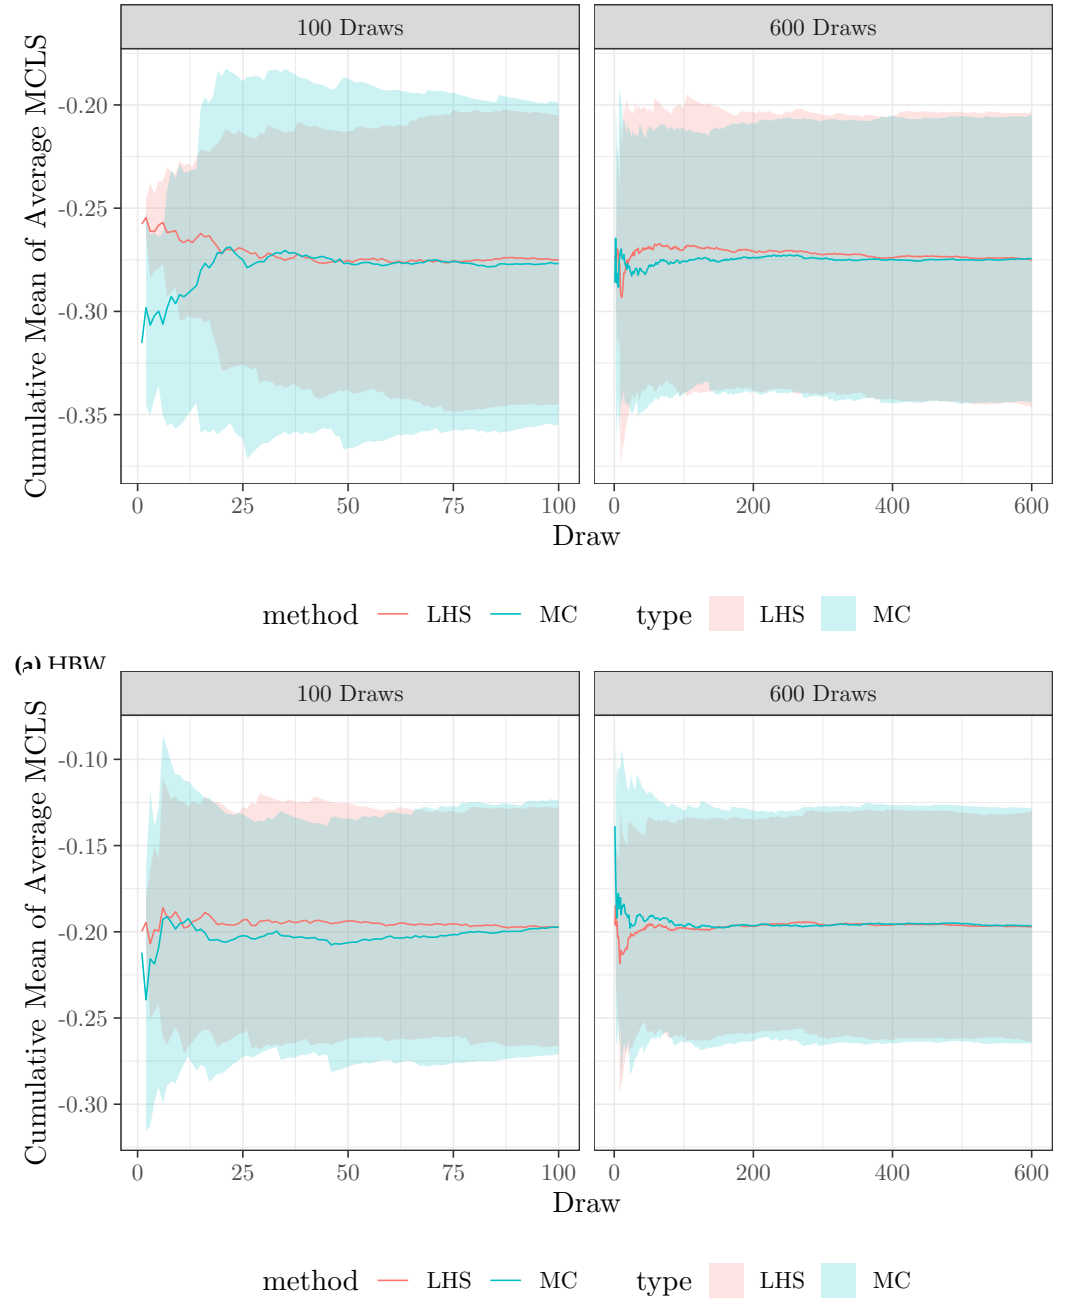 100 Draws 600 Draws
Cumulative Mean of Average MCLS
-0.20
-0.25
-0.30
-0.35
0 25 50 75 100 0 200 400 600
Draw
method LHS MC type LHS MC
(a) HBW
100 Draws 600 Draws
Cumulative Mean of Average MCLS
-0.10
-0.15
-0.20
-0.25
-0.30
0 25 50 75 100 0 200 400 600
Draw
method LHS MC type LHS MC